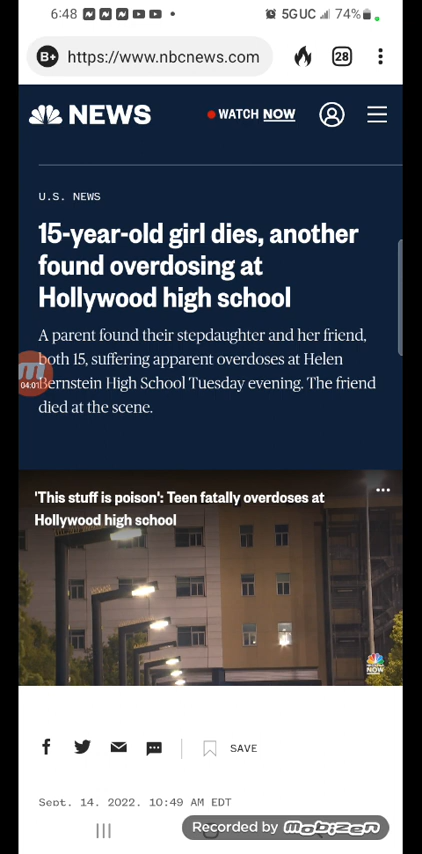 6:48 5GUC 74%
B+ https://www.nbcnews.com 28
NEWS WATCH NOW
U.S. NEWS
15-year-old girl dies, another
found overdosing at
Hollywood high school
A parent found their stepdaughter and her friend,
both 15, suffering apparent overdoses at Helen
Bernstein High School Tuesday evening. The friend
died at the scene.
04:01
'This stuff is poison': Teen fatally overdoses at
Hollywood high school
NOW
SAVE
Sept. 14. 2022. 10:49 AM EDT
Recorded by mobizen